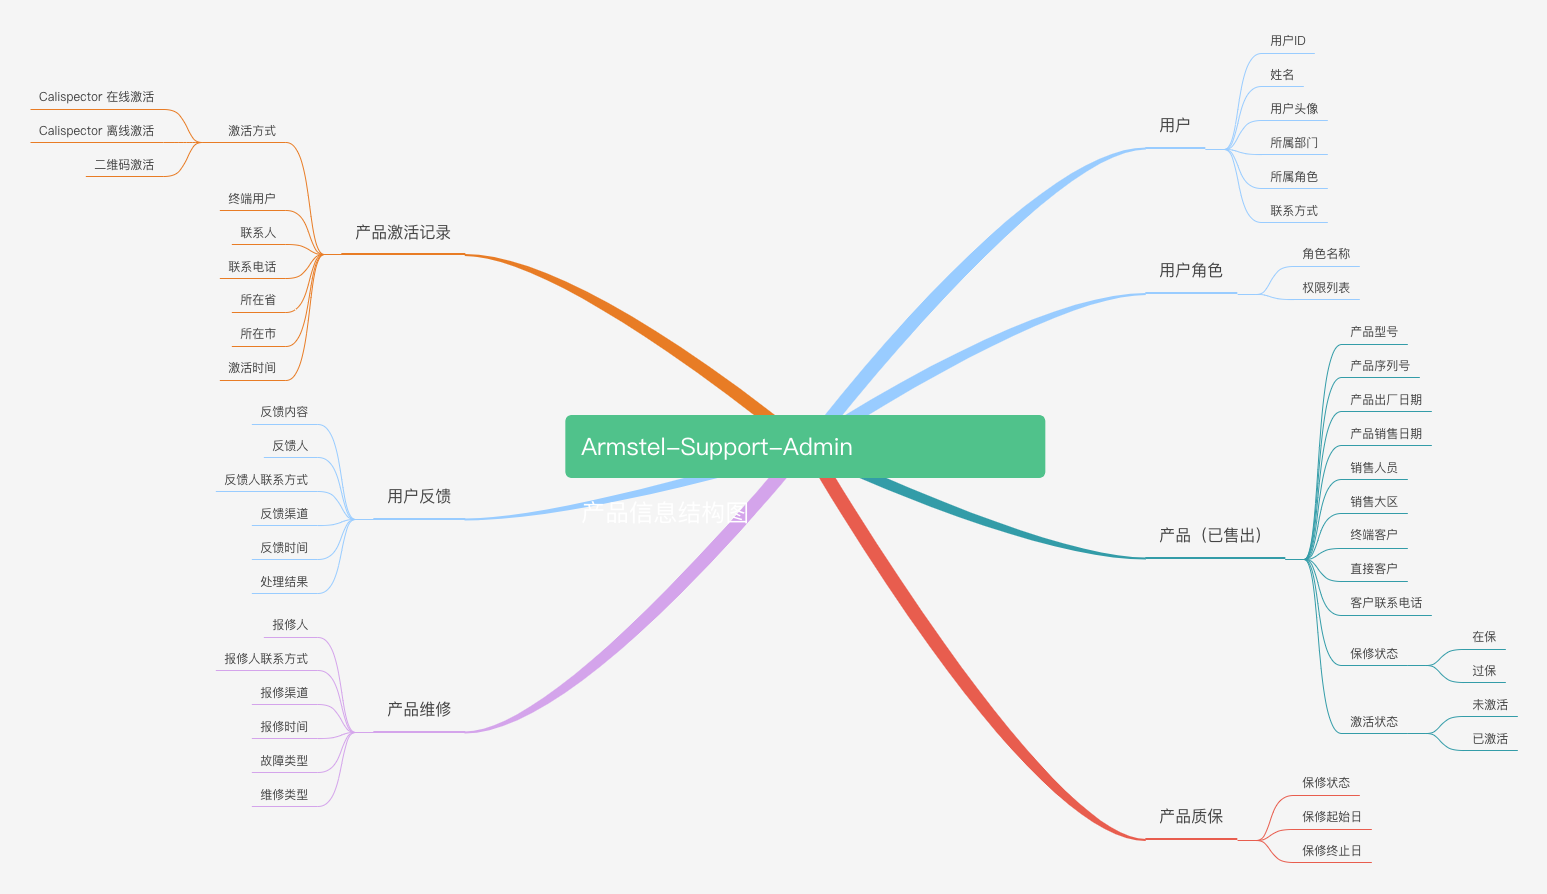 Armstel-Support-Admin
产品信息结构图
用户
用户ID
姓名
用户头像
所属部门
所属角色
联系方式
用户角色
角色名称
权限列表
产品（已售出）
产品型号
产品序列号
产品出厂日期
产品销售日期
销售人员
销售大区
终端客户
直接客户
客户联系电话
保修状态
在保
过保
激活状态
未激活
已激活
产品质保
保修状态
保修起始日
保修终止日
产品激活记录
激活方式
Calispector 在线激活
Calispector 离线激活
二维码激活
终端用户
联系人
联系电话
所在省
所在市
激活时间
用户反馈
反馈内容
反馈人
反馈人联系方式
反馈渠道
反馈时间
处理结果
产品维修
报修人
报修人联系方式
报修渠道
报修时间
故障类型
维修类型